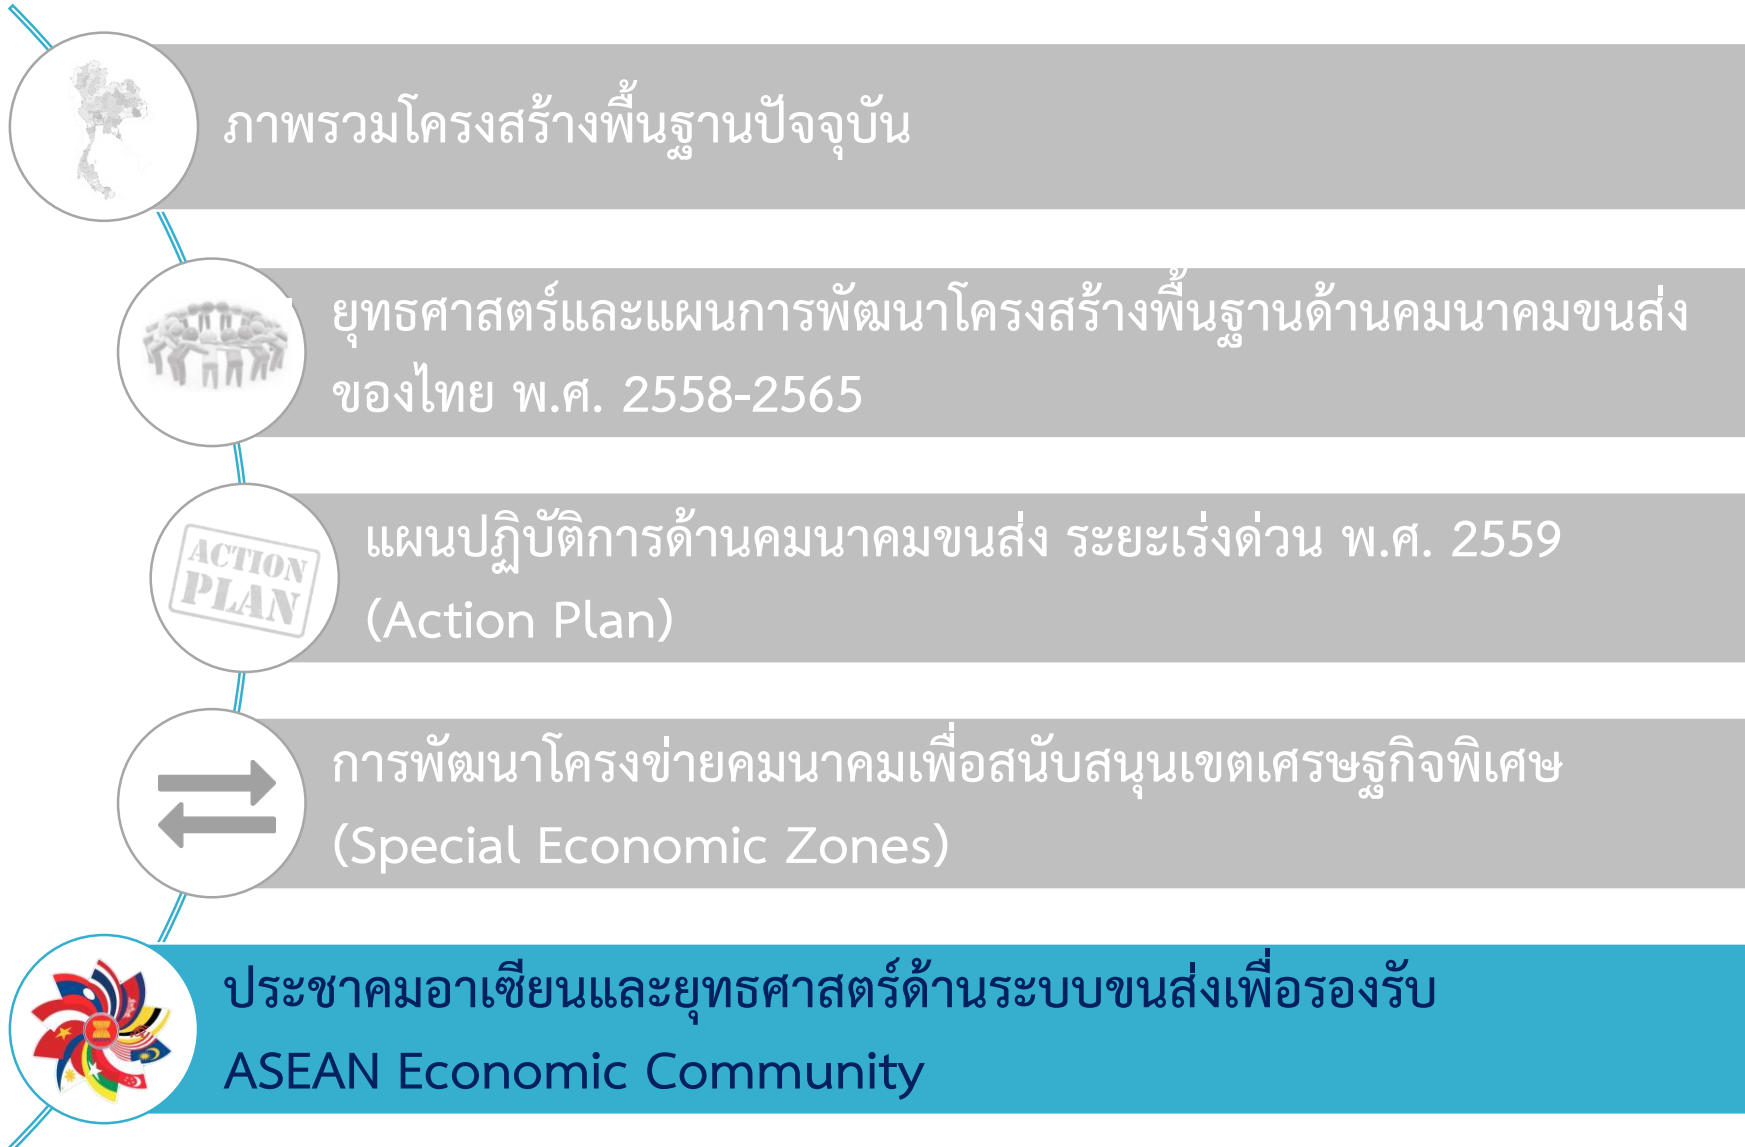 ภาพรวมโครงสร้างพื้นฐานปัจจุบัน
ยุทธศาสตร์และแผนการพัฒนาโครงสร้างพื้นฐานด้านคมนาคมขนส่ง
ของไทย พ.ศ. 2558-2565
ACTION
PLAN
แผนปฏิบัติการด้านคมนาคมขนส่ง ระยะเร่งด่วน พ.ศ. 2559
(Action Plan)
การพัฒนาโครงข่ายคมนาคมเพื่อสนับสนุนเขตเศรษฐกิจพิเศษ
(Special Economic Zones)
ประชาคมอาเซียนและยุทธศาสตร์ด้านระบบขนส่งเพื่อรองรับ
ASEAN Economic Community